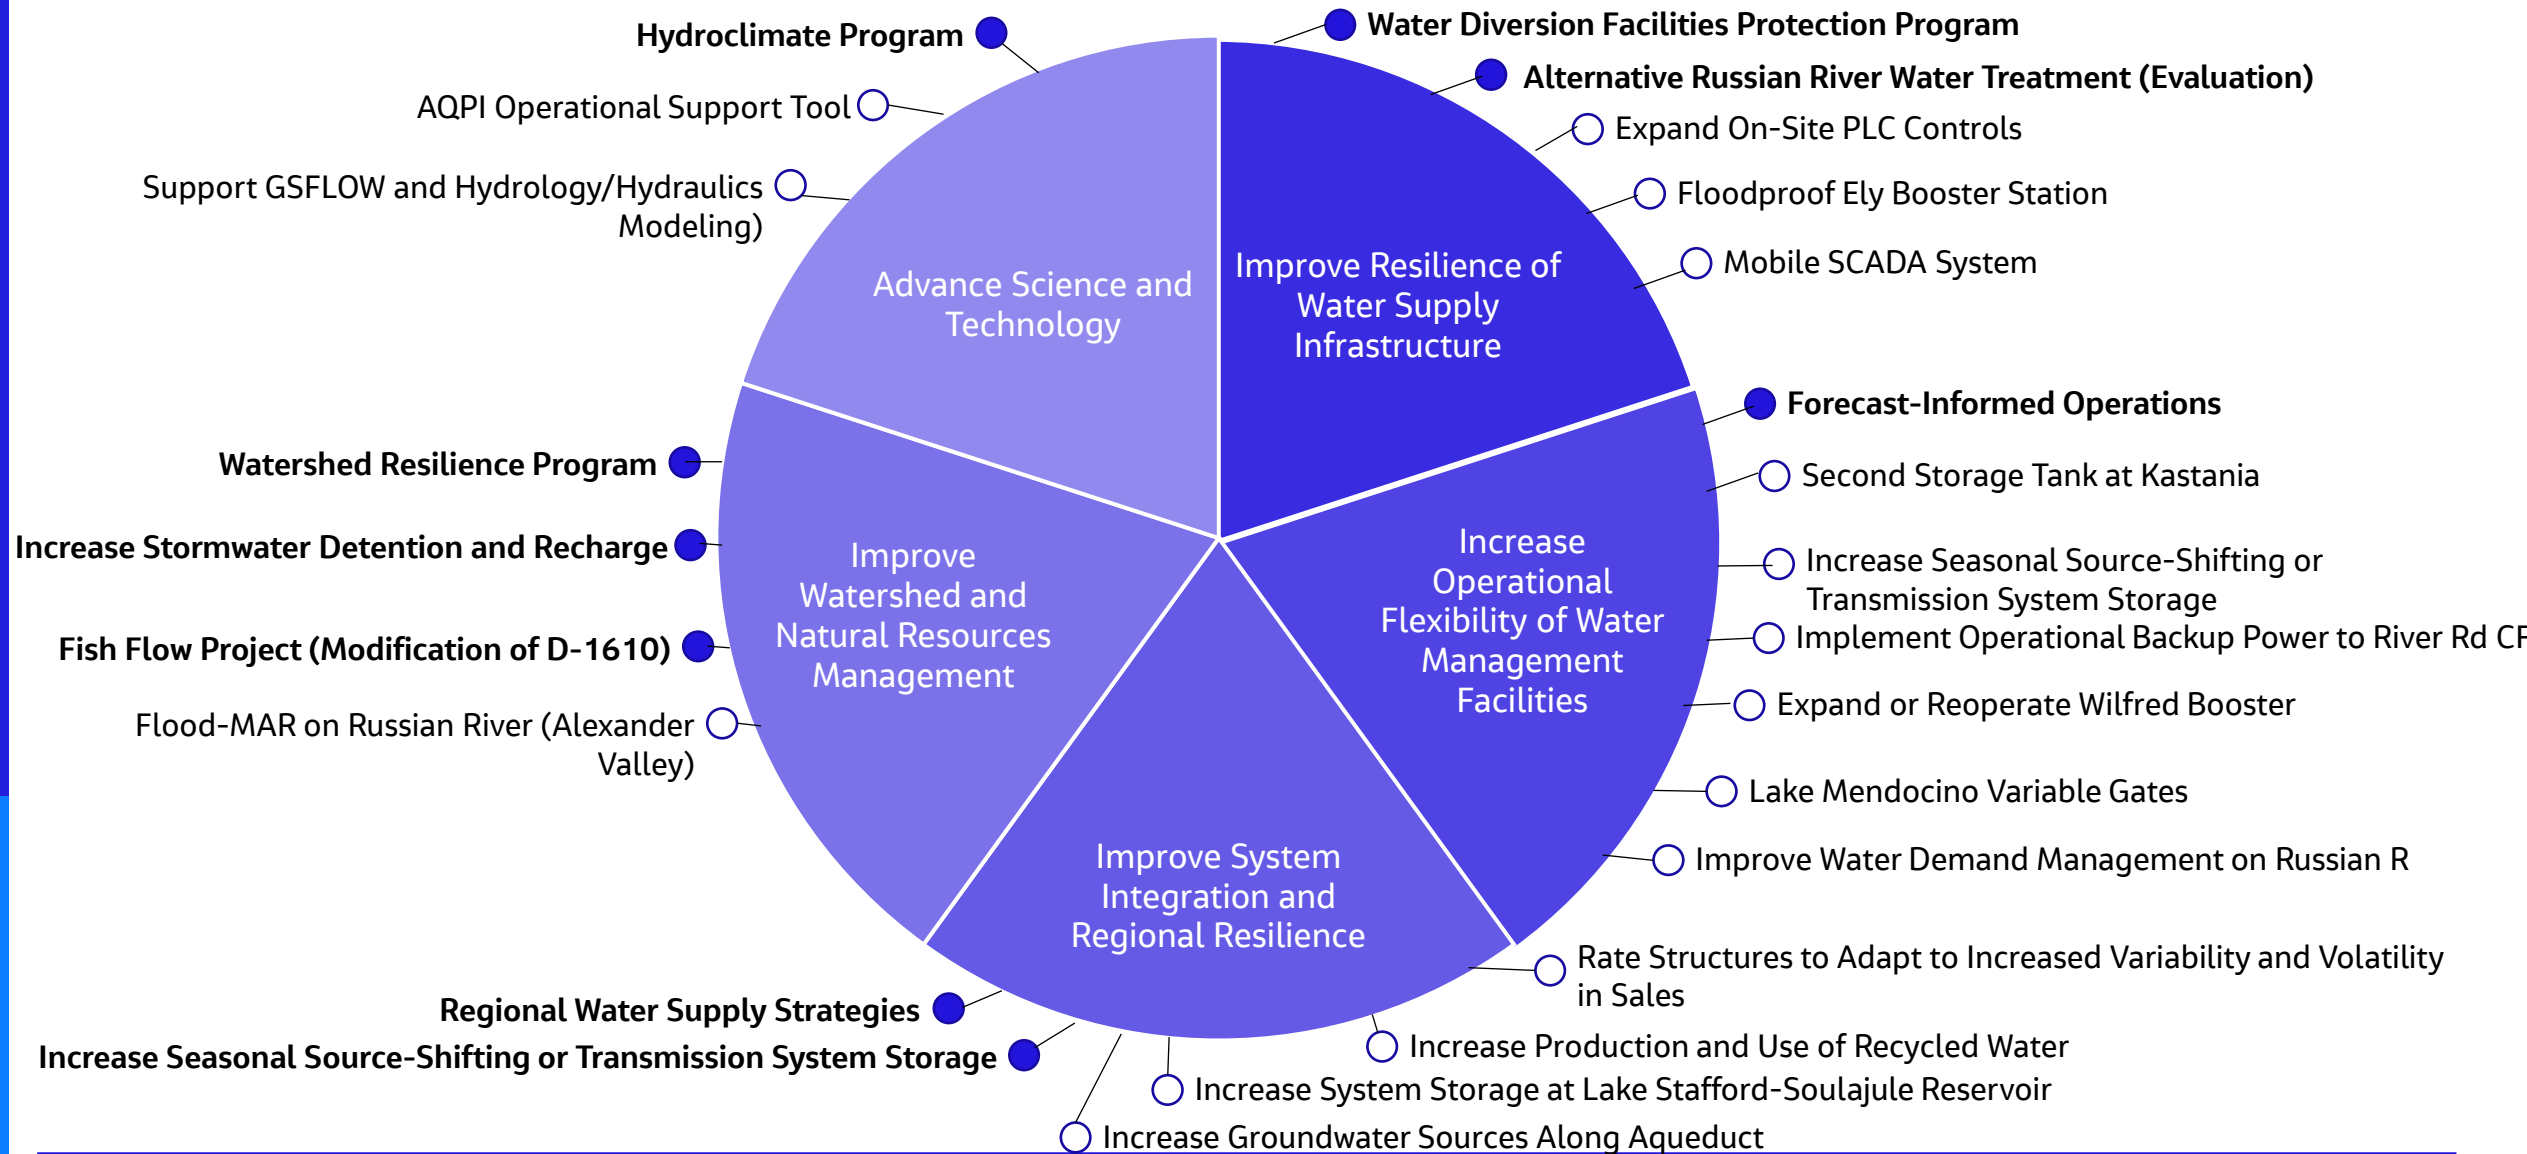 Hydroclimate Program
AQPI Operational Support Tool
Support GSFLOW and Hydrology/Hydraulics
Modeling)
Water Diversion Facilities Protection Program
Alternative Russian River Water Treatment (Evaluation)
Expand On-Site PLC Controls
Floodproof Ely Booster Station
Mobile SCADA System
Advance Science and
Technology
Improve Resilience of
Water Supply
Infrastructure
Forecast-Informed Operations
Second Storage Tank at Kastania
Increase Seasonal Source-Shifting or
Transmission System Storage
Implement Operational Backup Power to River Rd
Expand or Reoperate Wilfred Booster
Lake Mendocino Variable Gates
Improve Water Demand Management on Russian R
Increase
Operational
Flexibility of Water
Management
Facilities
Watershed Resilience Program
Increase Stormwater Detention and Recharge
Fish Flow Project (Modification of D-1610)
Flood-MAR on Russian River (Alexander
Valley)
Improve
Watershed and
Natural Resources
Management
Improve System
Integration and
Regional Resilience
Regional Water Supply Strategies
Increase Seasonal Source-Shifting or Transmission System Storage
Rate Structures to Adapt to Increased Variability and Volatility
in Sales
Increase Production and Use of Recycled Water
Increase System Storage at Lake Stafford-Soulajule Reservoir
Increase Groundwater Sources Along Aqueduct